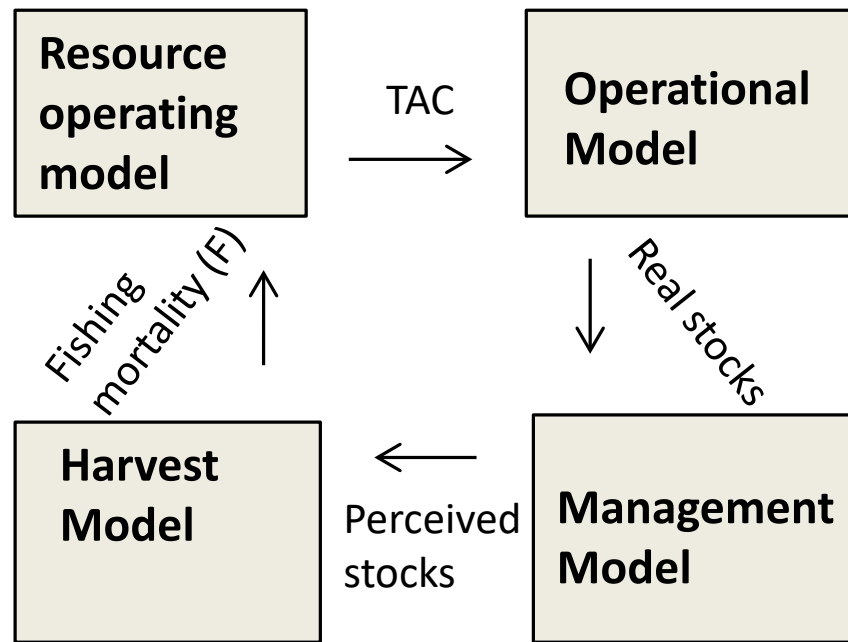 Resource
operating
model
TAC
Operational
Model
Fishing
mortality (F)
Real stocks
Harvest
Model
Perceived
stocks
Management
Model